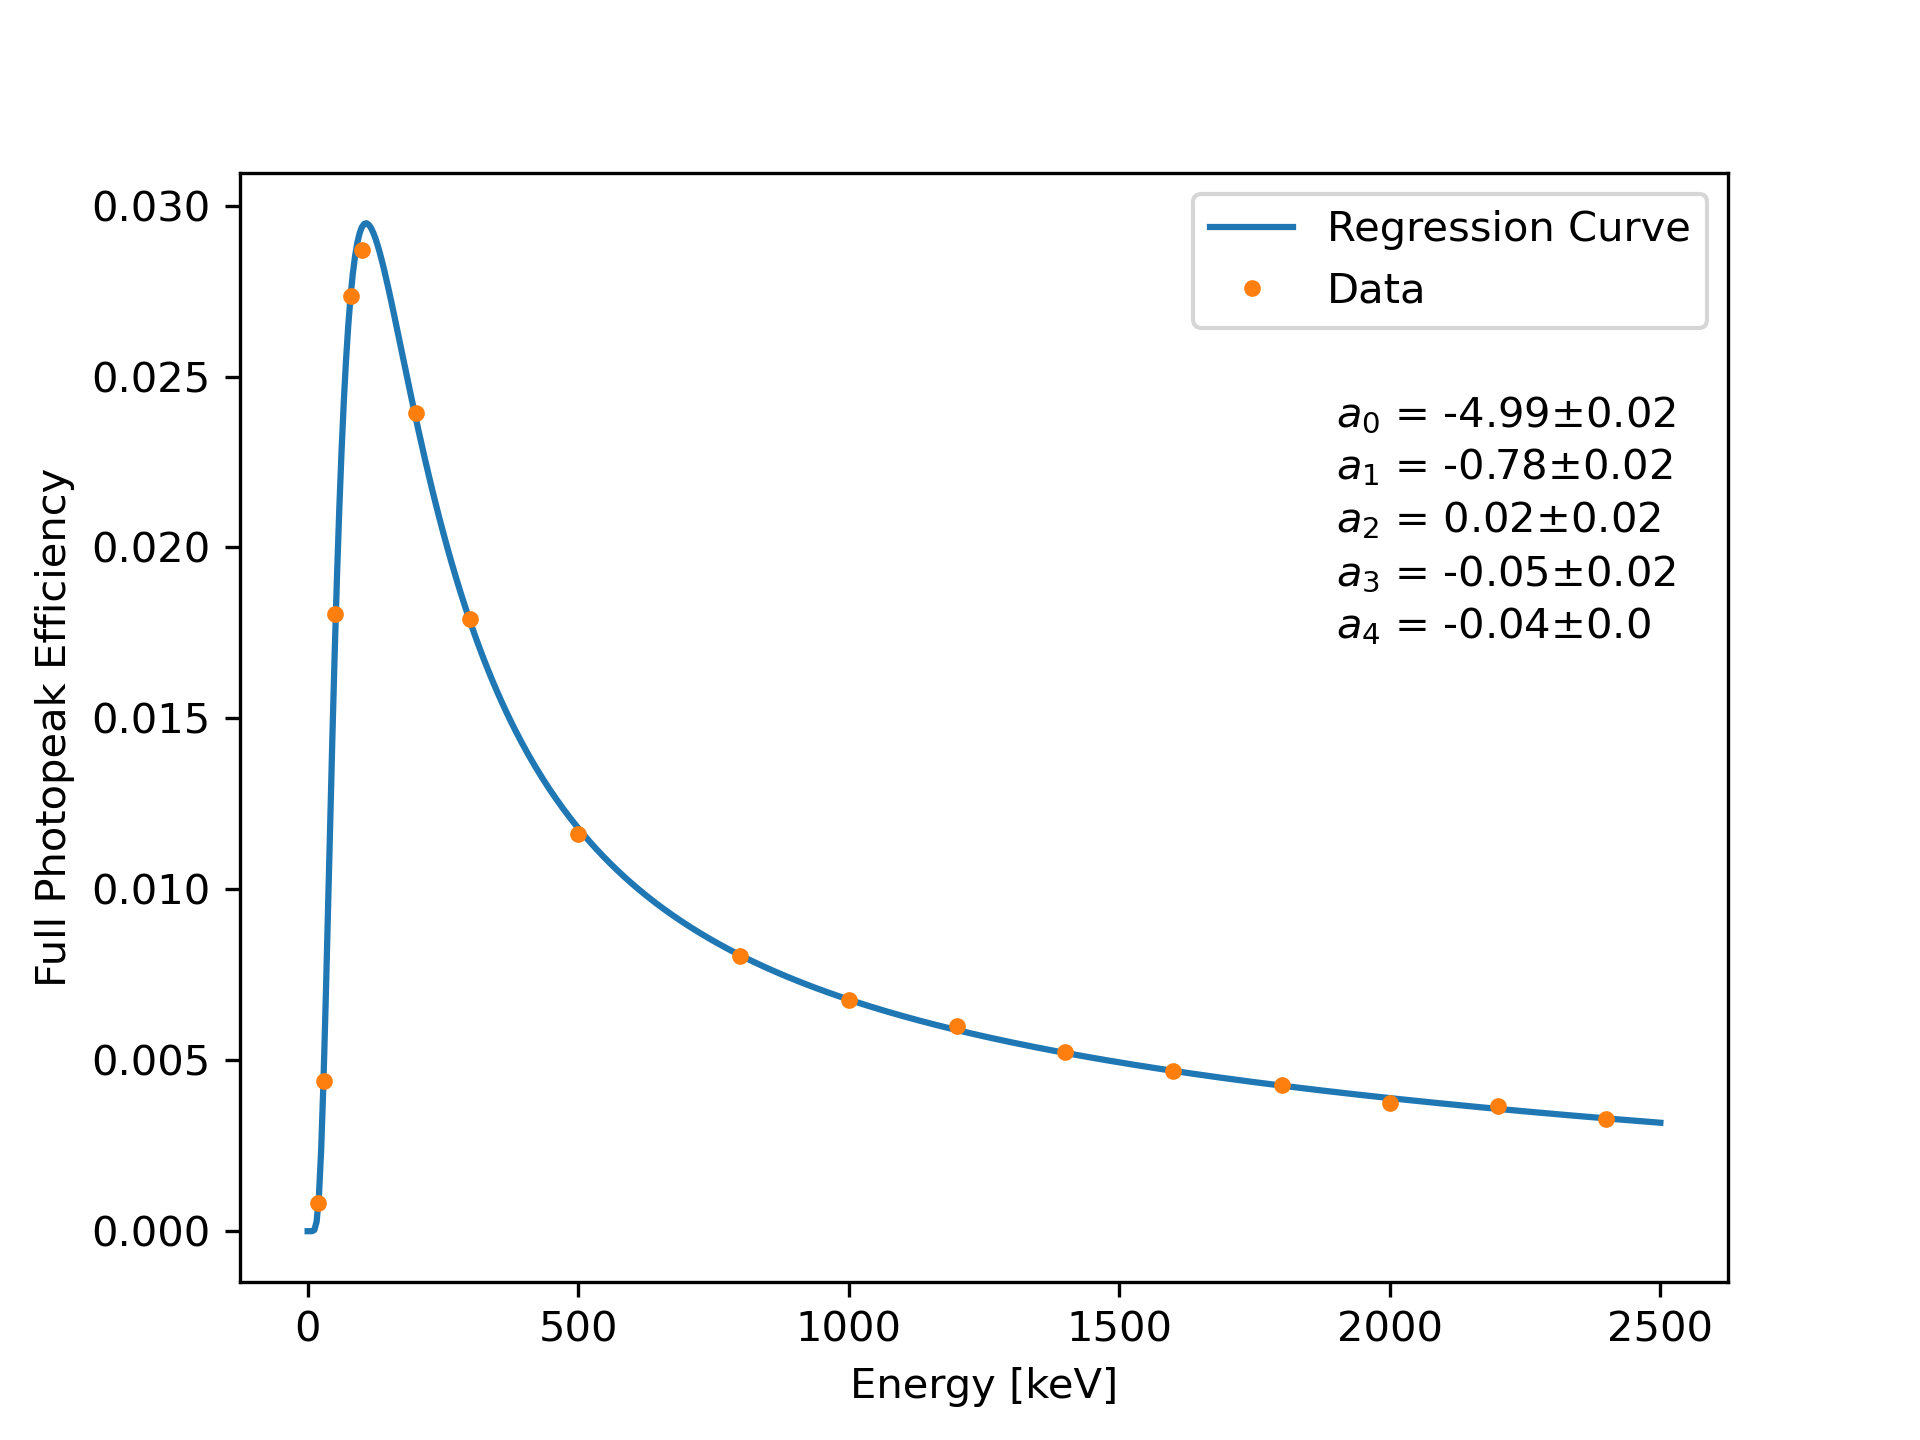 0.030
0.025
0.020
0.015
0.010
0.005
0.000
Full Photopeak Efficiency
Regression Curve
Data
a₀ = -4.99±0.02
a₁ = -0.78±0.02
a₂ = 0.02±0.02
a₃ = -0.05±0.02
a₄ = -0.04±0.0
0 500 1000 1500 2000 2500
Energy [keV]